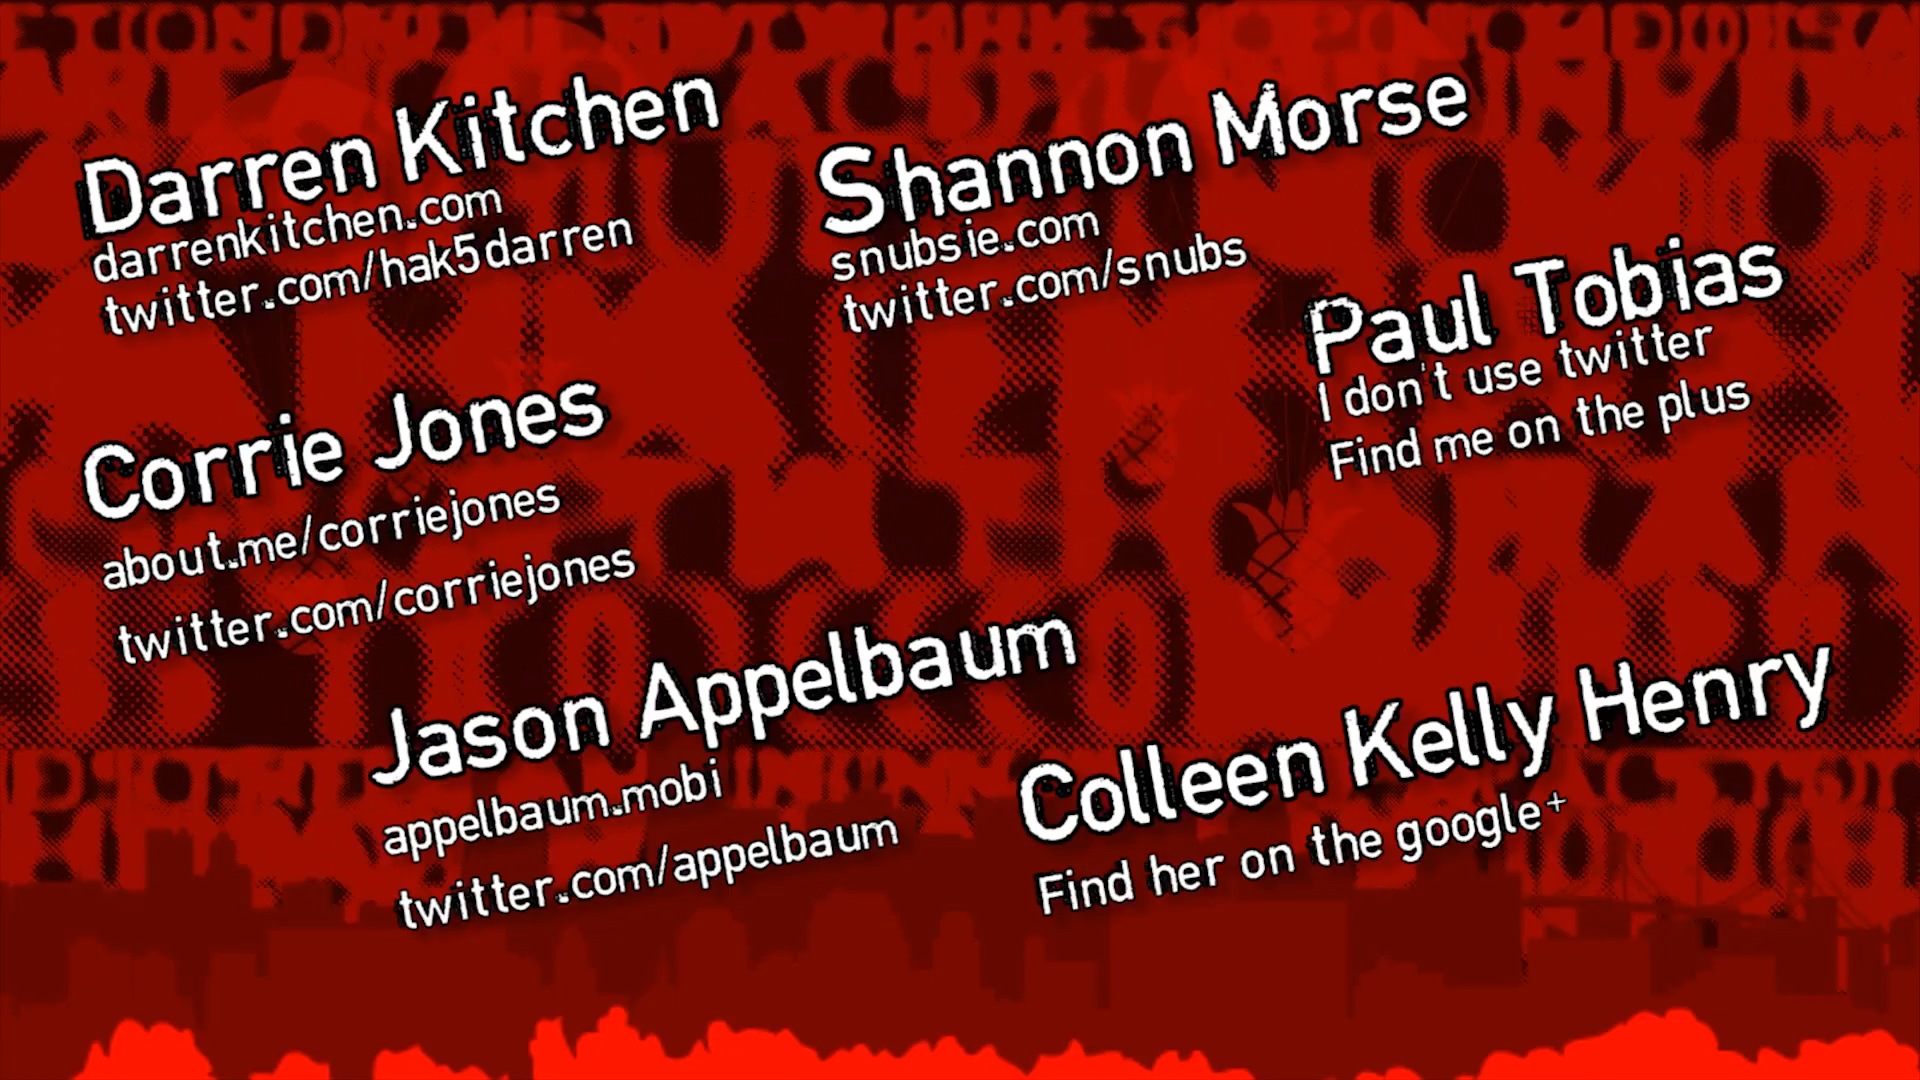 Darren Kitchen
darrenkitchen.com
twitter.com/hak5darren
Shannon Morse
snubsie.com
twitter.com/snubs
Paul Tobias
I don't use twitter
Find me on the plus
Corrie Jones
about.me/corriejones
twitter.com/corriejones
Jason Appelbaum
appelbaum.mobi
twitter.com/appelbaum
Colleen Kelly Henry
Find her on the google+